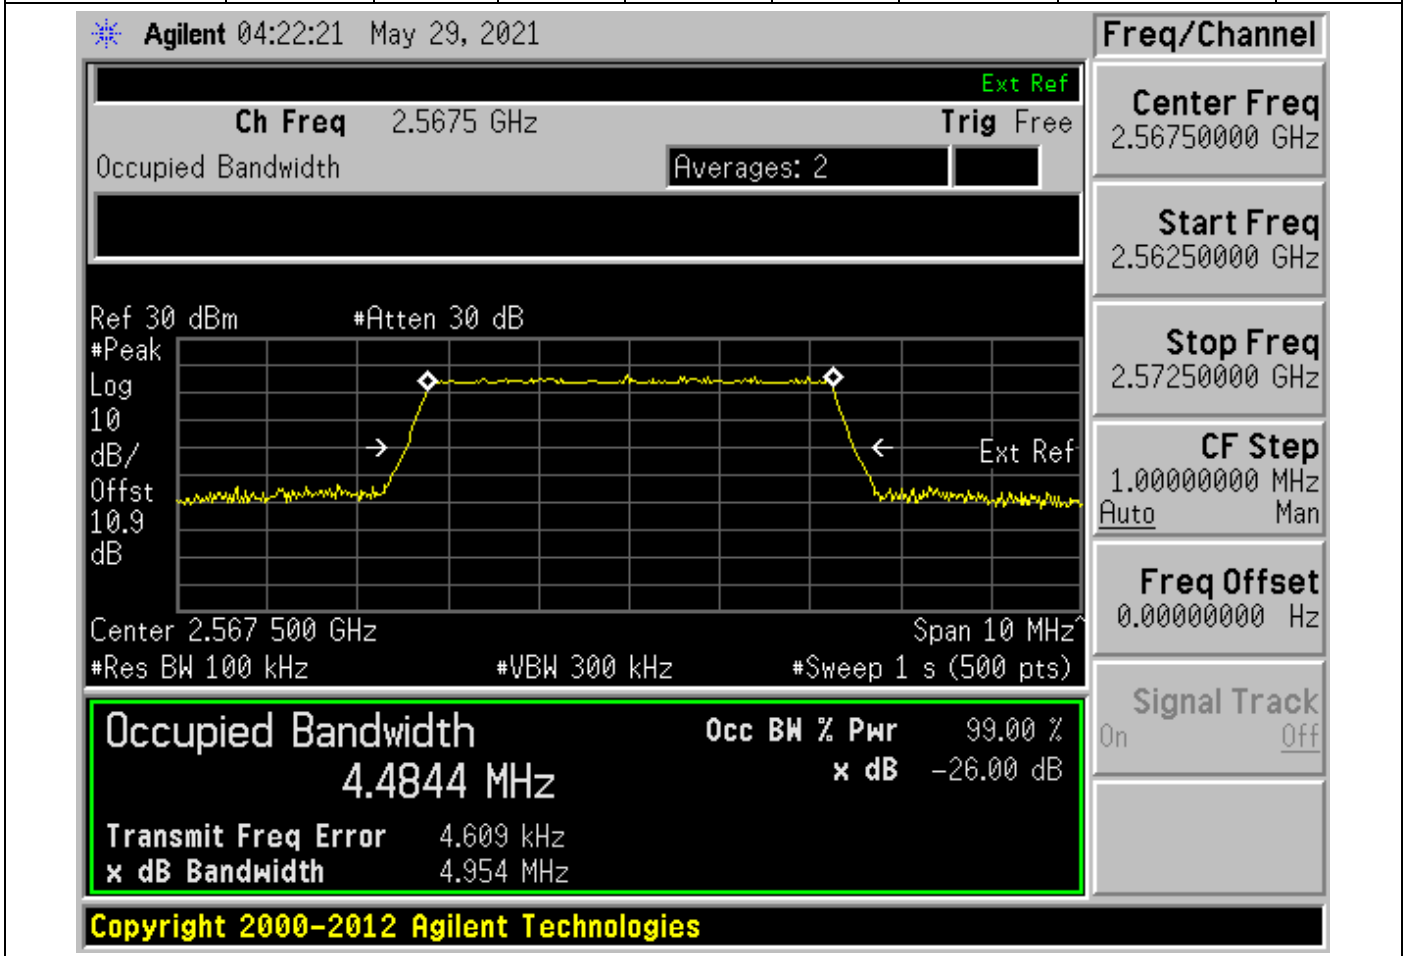 Agilent 04:22:21 May 29, 2021
Freq/Channel
Ext Ref
Ch Freq 2.5675 GHz
Trig Free
Occupied Bandwidth
Averages: 2
Center Freq
2.56750000 GHz
Start Freq
2.56250000 GHz
Stop Freq
2.57250000 GHz
CF Step
1.00000000 MHz
Auto Man
Freq Offset
0.00000000 Hz
Signal Track
On Off
Ref 30 dBm
#Atten 30 dB
#Peak
Log
10
dB/
Offst
10.9
dB
Ext Ref
Center 2.567 500 GHz
Span 10 MHz^
#Res BW 100 kHz
#VBW 300 kHz
#Sweep 1 s (500 pts)
Occupied Bandwidth
4.4844 MHz
Occ BW % Pwr 99.00 %
x dB -26.00 dB
Transmit Freq Error 4.609 kHz
x dB Bandwidth 4.954 MHz
Copyright 2000-2012 Agilent Technologies